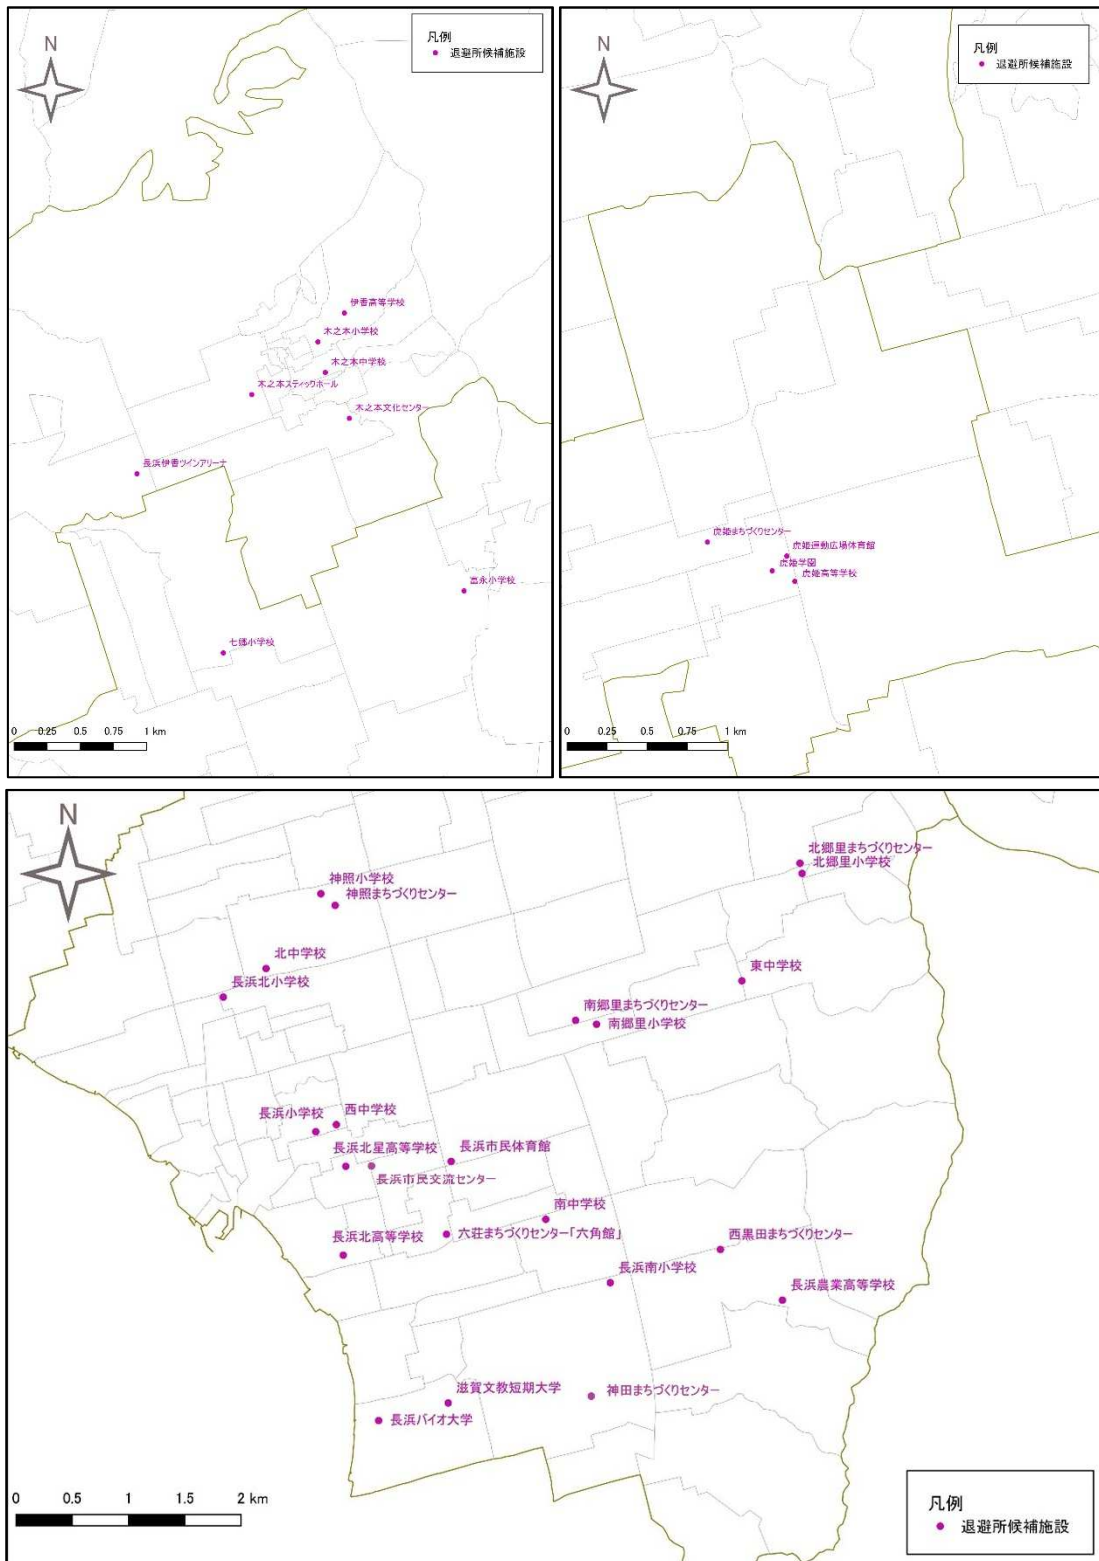 N
凡例
退避所候補施設
伊香高等学校
木之本小学校
木之本中学校
木之本スティックホール
木之本文化センター
長浜伊香ツインアリーナ
富永小学校
七郷小学校
0 0.25 0.5 0.75 1 km
N
凡例
退避所候補施設
虎姫まちづくりセンター
虎姫運動広場体育館
虎姫学園
虎姫高等学校
0 0.25 0.5 0.75 1 km
N
北郷里まちづくりセンター
北郷里小学校
神照小学校
神照まちづくりセンター
北中学校
長浜北小学校
東中学校
南郷里まちづくりセンター
南郷里小学校
長浜小学校
西中学校
長浜北星高等学校
長浜市民体育館
長浜市民交流センター
南中学校
長浜北高等学校
六荘まちづくりセンター「六角館」
西黒田まちづくりセンター
長浜南小学校
長浜農業高等学校
滋賀文教短期大学
神田まちづくりセンター
長浜バイオ大学
0 0.5 1 1.5 2 km
凡例
退避所候補施設